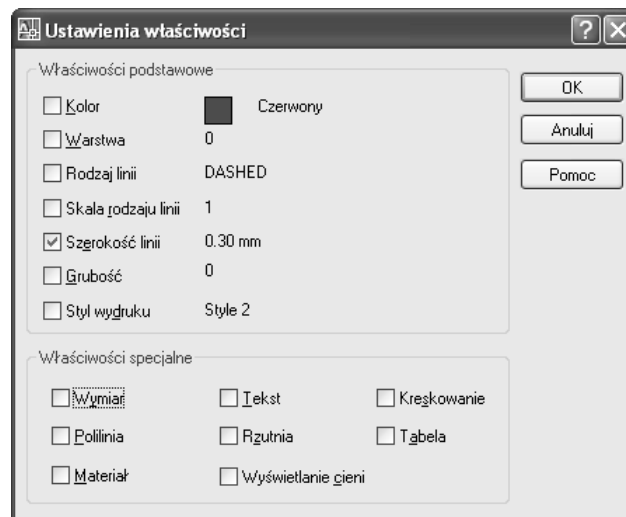 Ustawienia właściwości
Właściwości podstawowe
OK
Kolor Czerwony
Anuluj
Warstwa 0
Rodzaj linii DASHED
Pomoc
Skala rodzaju linii 1
Szerokość linii 0.30 mm
Grubość 0
Styl wydruku Style 2
Właściwości specjalne
Wymiar Tekst Kreskowanie
Polilinia Rzutnia Tabela
Materiał Wyświetlanie cieni